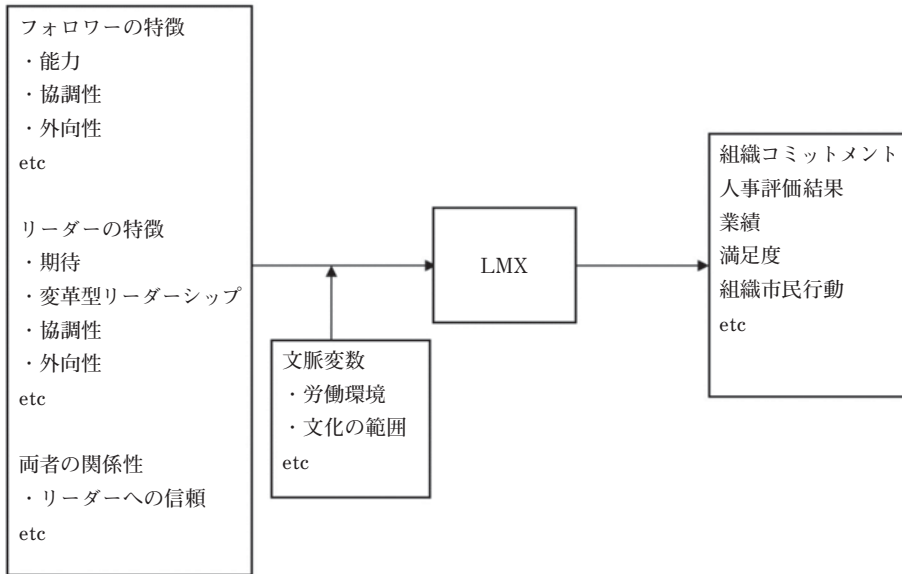 フォロワーの特徴
・能力
・協調性
・外向性
etc
リーダーの特徴
・期待
・変革型リーダーシップ
・協調性
・外向性
etc
両者の関係性
・リーダーへの信頼
etc
文脈変数
・労働環境
・文化の範囲
etc
LMX
組織コミットメント
人事評価結果
業績
満足度
組織市民行動
etc